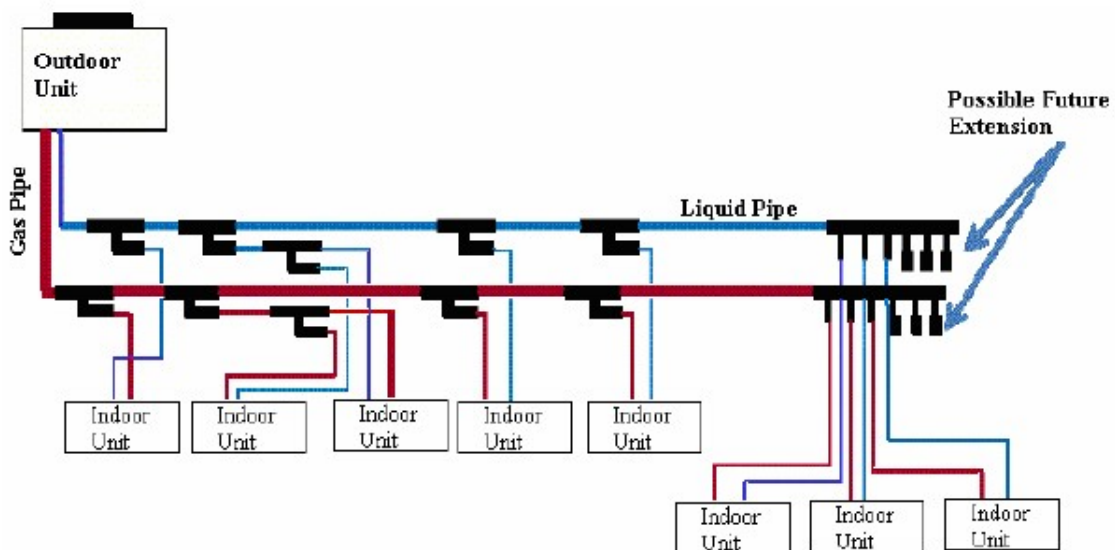 Outdoor
Unit
Possible Future
Extension
Gas Pipe
Liquid Pipe
Indoor
Unit
Indoor
Unit
Indoor
Unit
Indoor
Unit
Indoor
Unit
Indoor
Unit
Indoor
Unit
Indoor
Unit